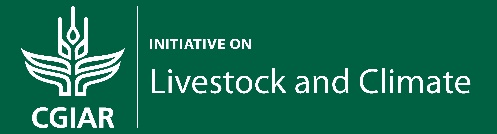 CGIAR
INITIATIVE ON
Livestock and Climate